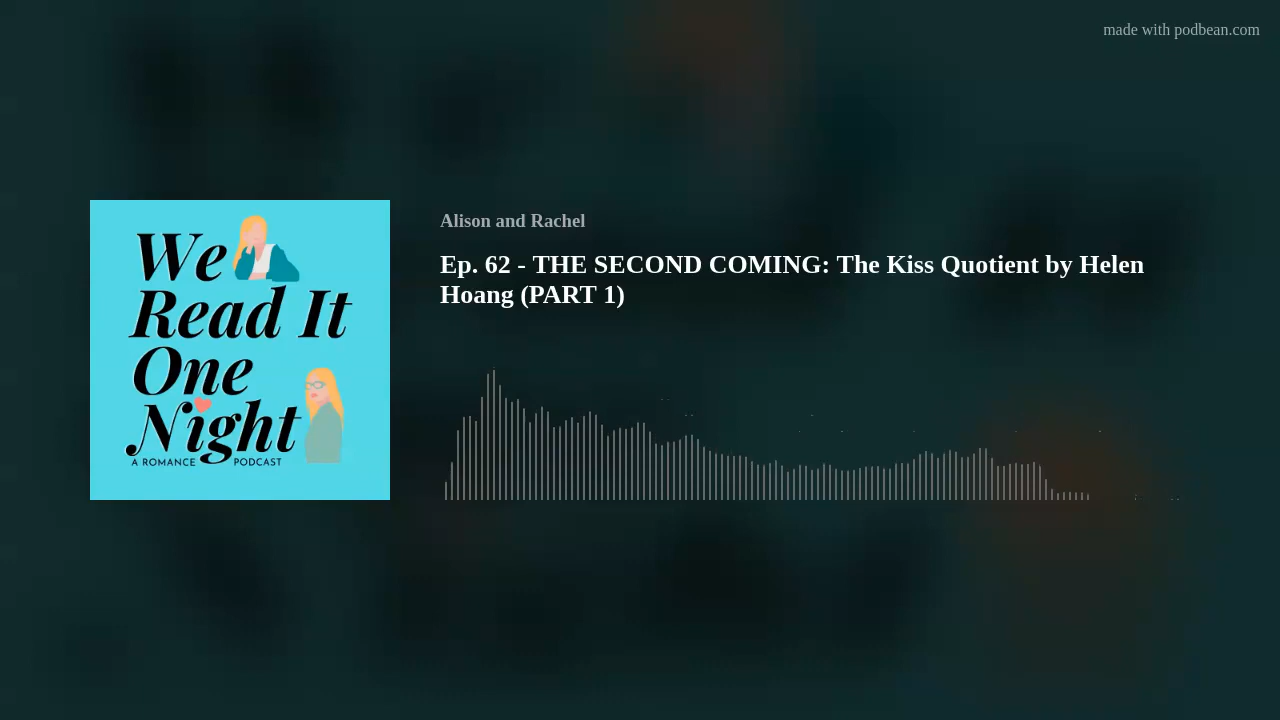 made with podbean.com
We
Read It
One
Night
A ROMANCE PODCAST
Alison and Rachel
Ep. 62 - THE SECOND COMING: The Kiss Quotient by Helen
Hoang (PART 1)